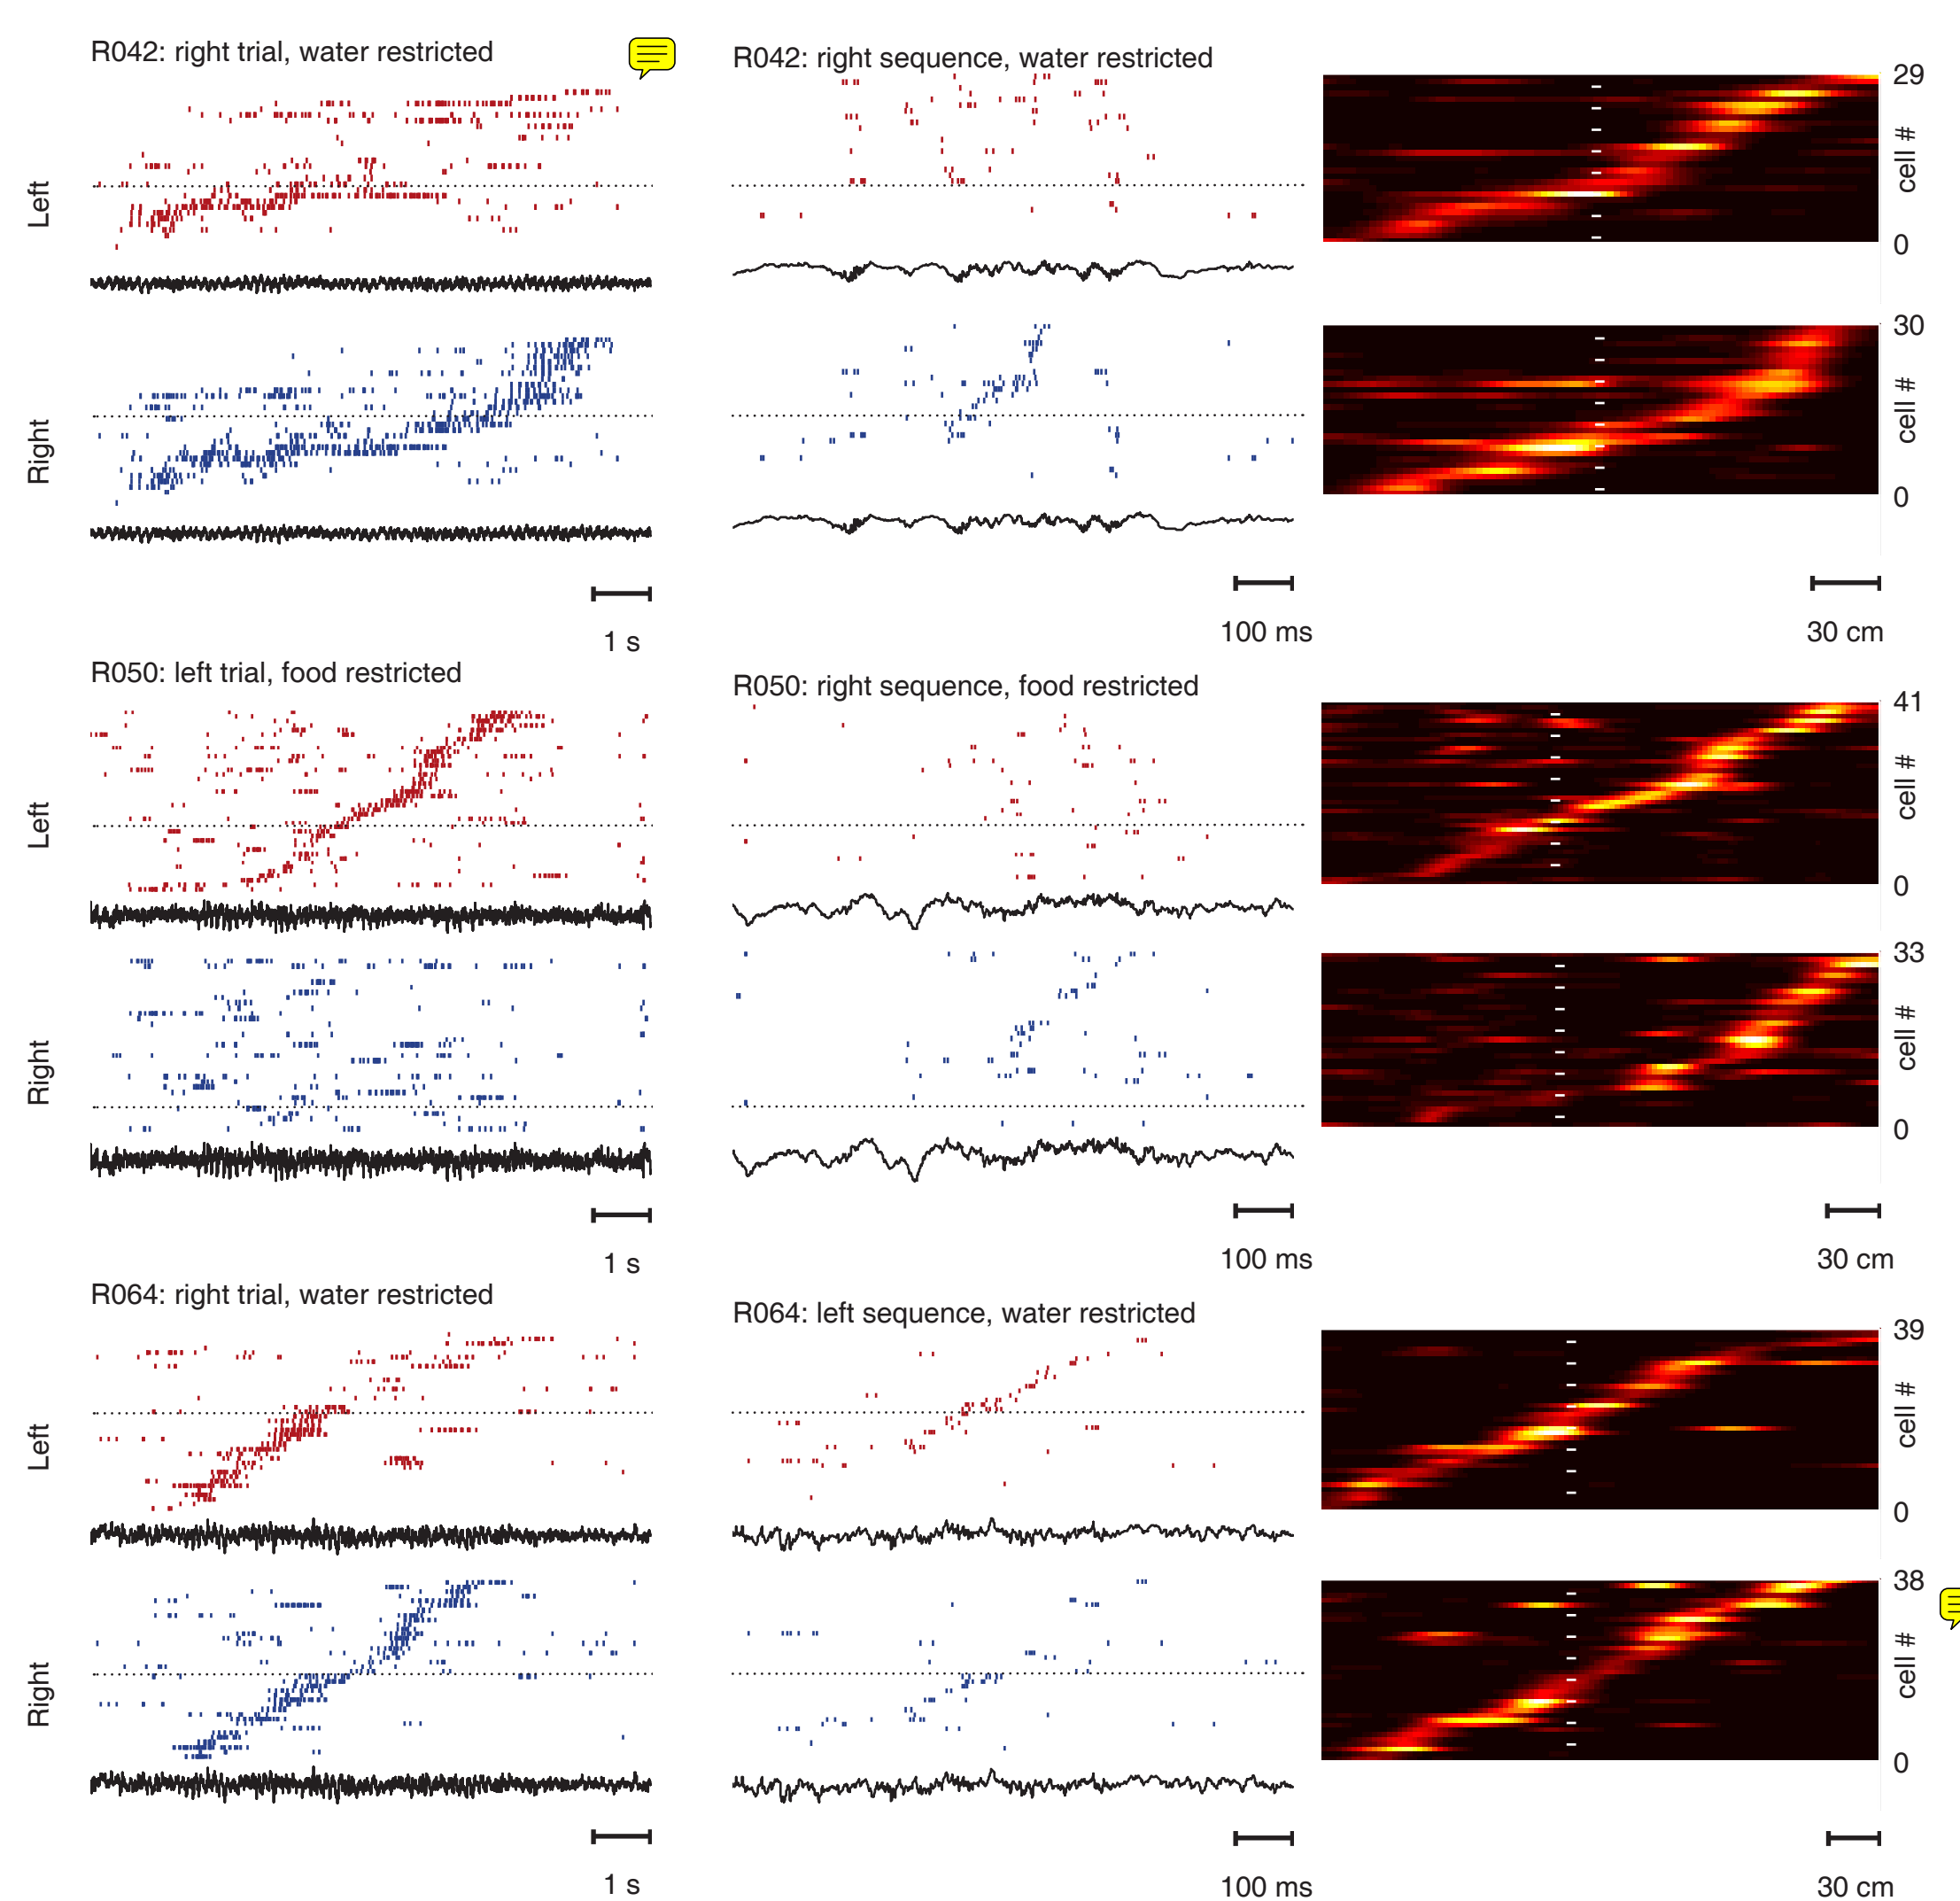 R042: right trial, water restricted
R042: right sequence, water restricted
29
cell #
Left
0
30
cell #
Right
0
1 s
100 ms
30 cm
R050: left trial, food restricted
R050: right sequence, food restricted
41
cell #
Left
0
33
cell #
Right
0
1 s
100 ms
30 cm
R064: right trial, water restricted
R064: left sequence, water restricted
39
cell #
Left
0
38
cell #
Right
0
1 s
100 ms
30 cm